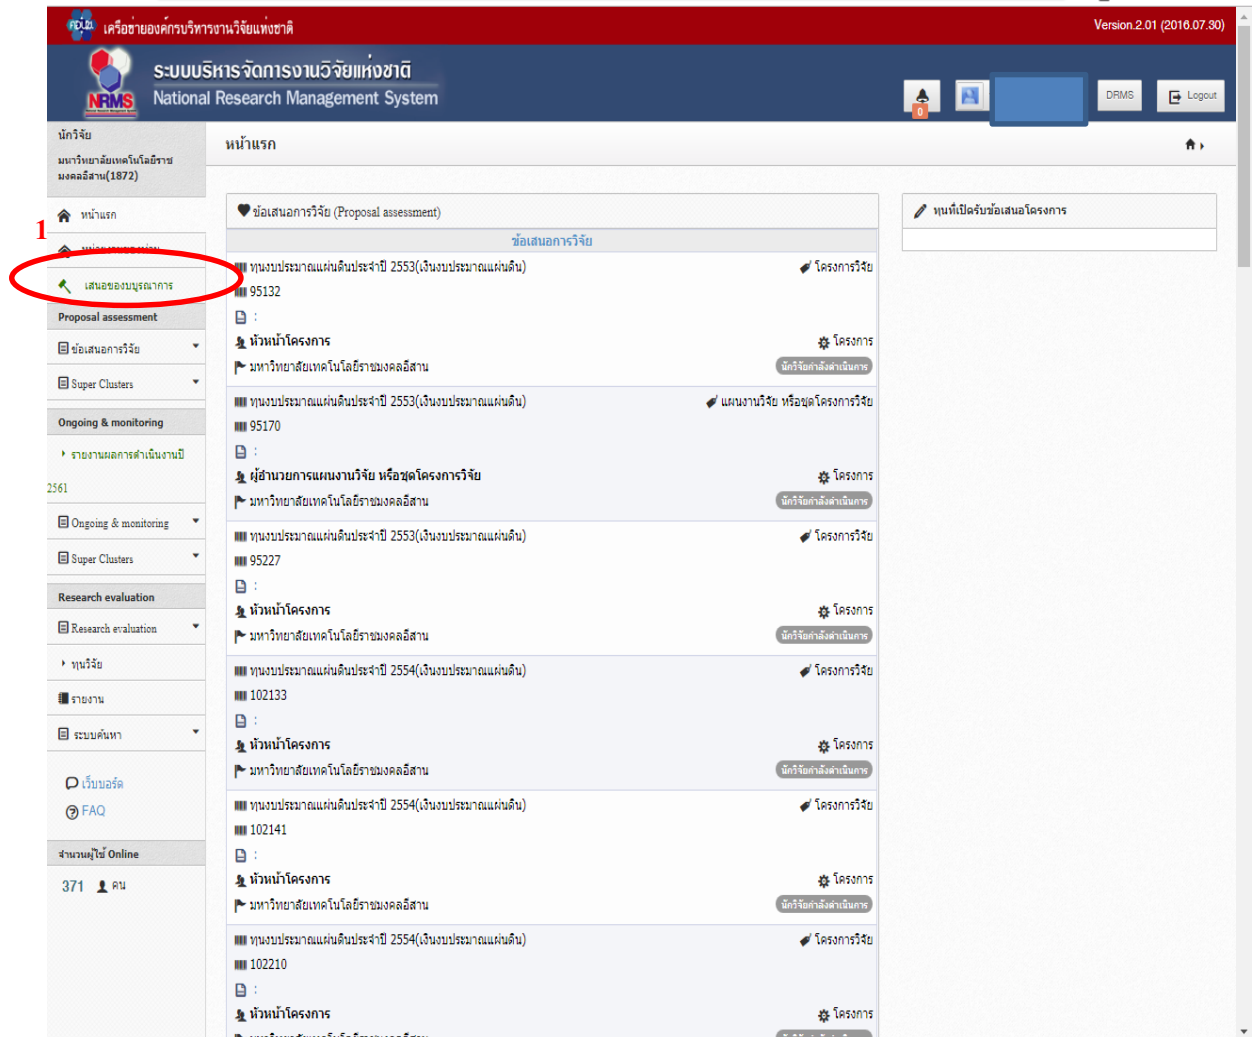 เครือข่ายองค์กรบริหารงานวิจัยแห่งชาติ
Version.2.01 (2016.07.30)
ระบบบริหารจัดการงานวิจัยแห่งชาติ
NRMS
National Research Management System
0
DRMS
Logout
นักวิจัย
มหาวิทยาลัยเทคโนโลยีราช
มงคลอีสาน(1872)
หน้าแรก
1
เสนอของบบูรณาการ
Proposal assessment
ข้อเสนอการวิจัย
Super Clusters
Ongoing & monitoring
รายงานผลการดำเนินงานปี
2561
Ongoing & monitoring
Super Clusters
Research evaluation
Research evaluation
ทุนวิจัย
รายงาน
ระบบค้นหา
เว็บบอร์ด
FAQ
จำนวนผู้ใช้ Online
371 คน
หน้าแรก
ข้อเสนอการวิจัย (Proposal assessment)
ข้อเสนอการวิจัย
ทุนงบประมาณแผ่นดินประจำปี 2553(เงินงบประมาณแผ่นดิน) โครงการวิจัย
95132
:
หัวหน้าโครงการ โครงการ
มหาวิทยาลัยเทคโนโลยีราชมงคลอีสาน นักวิจัยกำลังดำเนินการ
ทุนงบประมาณแผ่นดินประจำปี 2553(เงินงบประมาณแผ่นดิน) แผนงานวิจัย หรือชุดโครงการวิจัย
95170
:
ผู้อำนวยการแผนงานวิจัย หรือชุดโครงการวิจัย โครงการ
มหาวิทยาลัยเทคโนโลยีราชมงคลอีสาน นักวิจัยกำลังดำเนินการ
ทุนงบประมาณแผ่นดินประจำปี 2553(เงินงบประมาณแผ่นดิน) โครงการวิจัย
95227
:
หัวหน้าโครงการ โครงการ
มหาวิทยาลัยเทคโนโลยีราชมงคลอีสาน นักวิจัยกำลังดำเนินการ
ทุนงบประมาณแผ่นดินประจำปี 2554(เงินงบประมาณแผ่นดิน) โครงการวิจัย
102133
:
หัวหน้าโครงการ โครงการ
มหาวิทยาลัยเทคโนโลยีราชมงคลอีสาน นักวิจัยกำลังดำเนินการ
ทุนงบประมาณแผ่นดินประจำปี 2554(เงินงบประมาณแผ่นดิน) โครงการวิจัย
102141
:
หัวหน้าโครงการ โครงการ
มหาวิทยาลัยเทคโนโลยีราชมงคลอีสาน นักวิจัยกำลังดำเนินการ
ทุนงบประมาณแผ่นดินประจำปี 2554(เงินงบประมาณแผ่นดิน) โครงการวิจัย
102210
:
หัวหน้าโครงการ โครงการ
ทุนที่เปิดรับข้อเสนอโครงการ